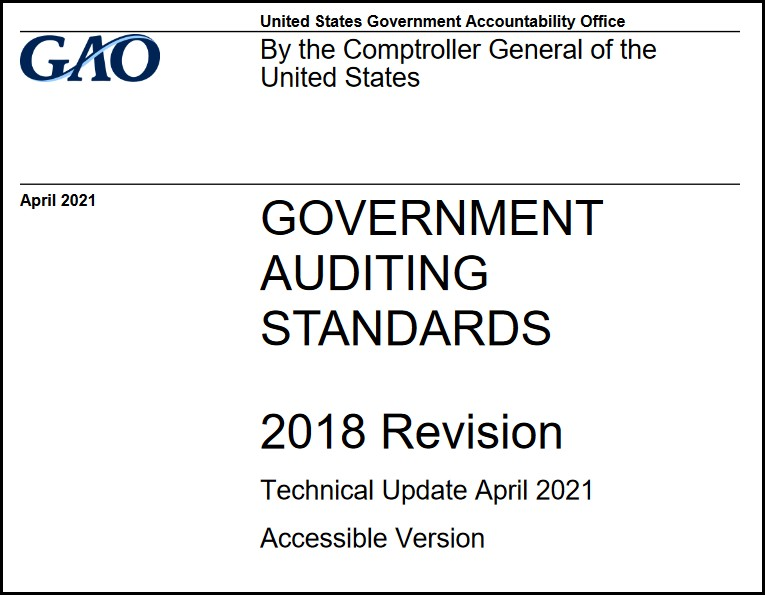 United States Government Accountability Office
GAO
By the Comptroller General of the
United States
April 2021
GOVERNMENT
AUDITING
STANDARDS
2018 Revision
Technical Update April 2021
Accessible Version